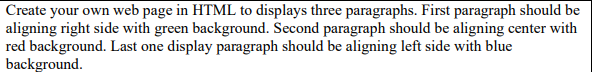 Create your own web page in HTML to displays three paragraphs. First paragraph should be
aligning right side with green background. Second paragraph should be aligning center with
red background. Last one display paragraph should be aligning left side with blue
background.